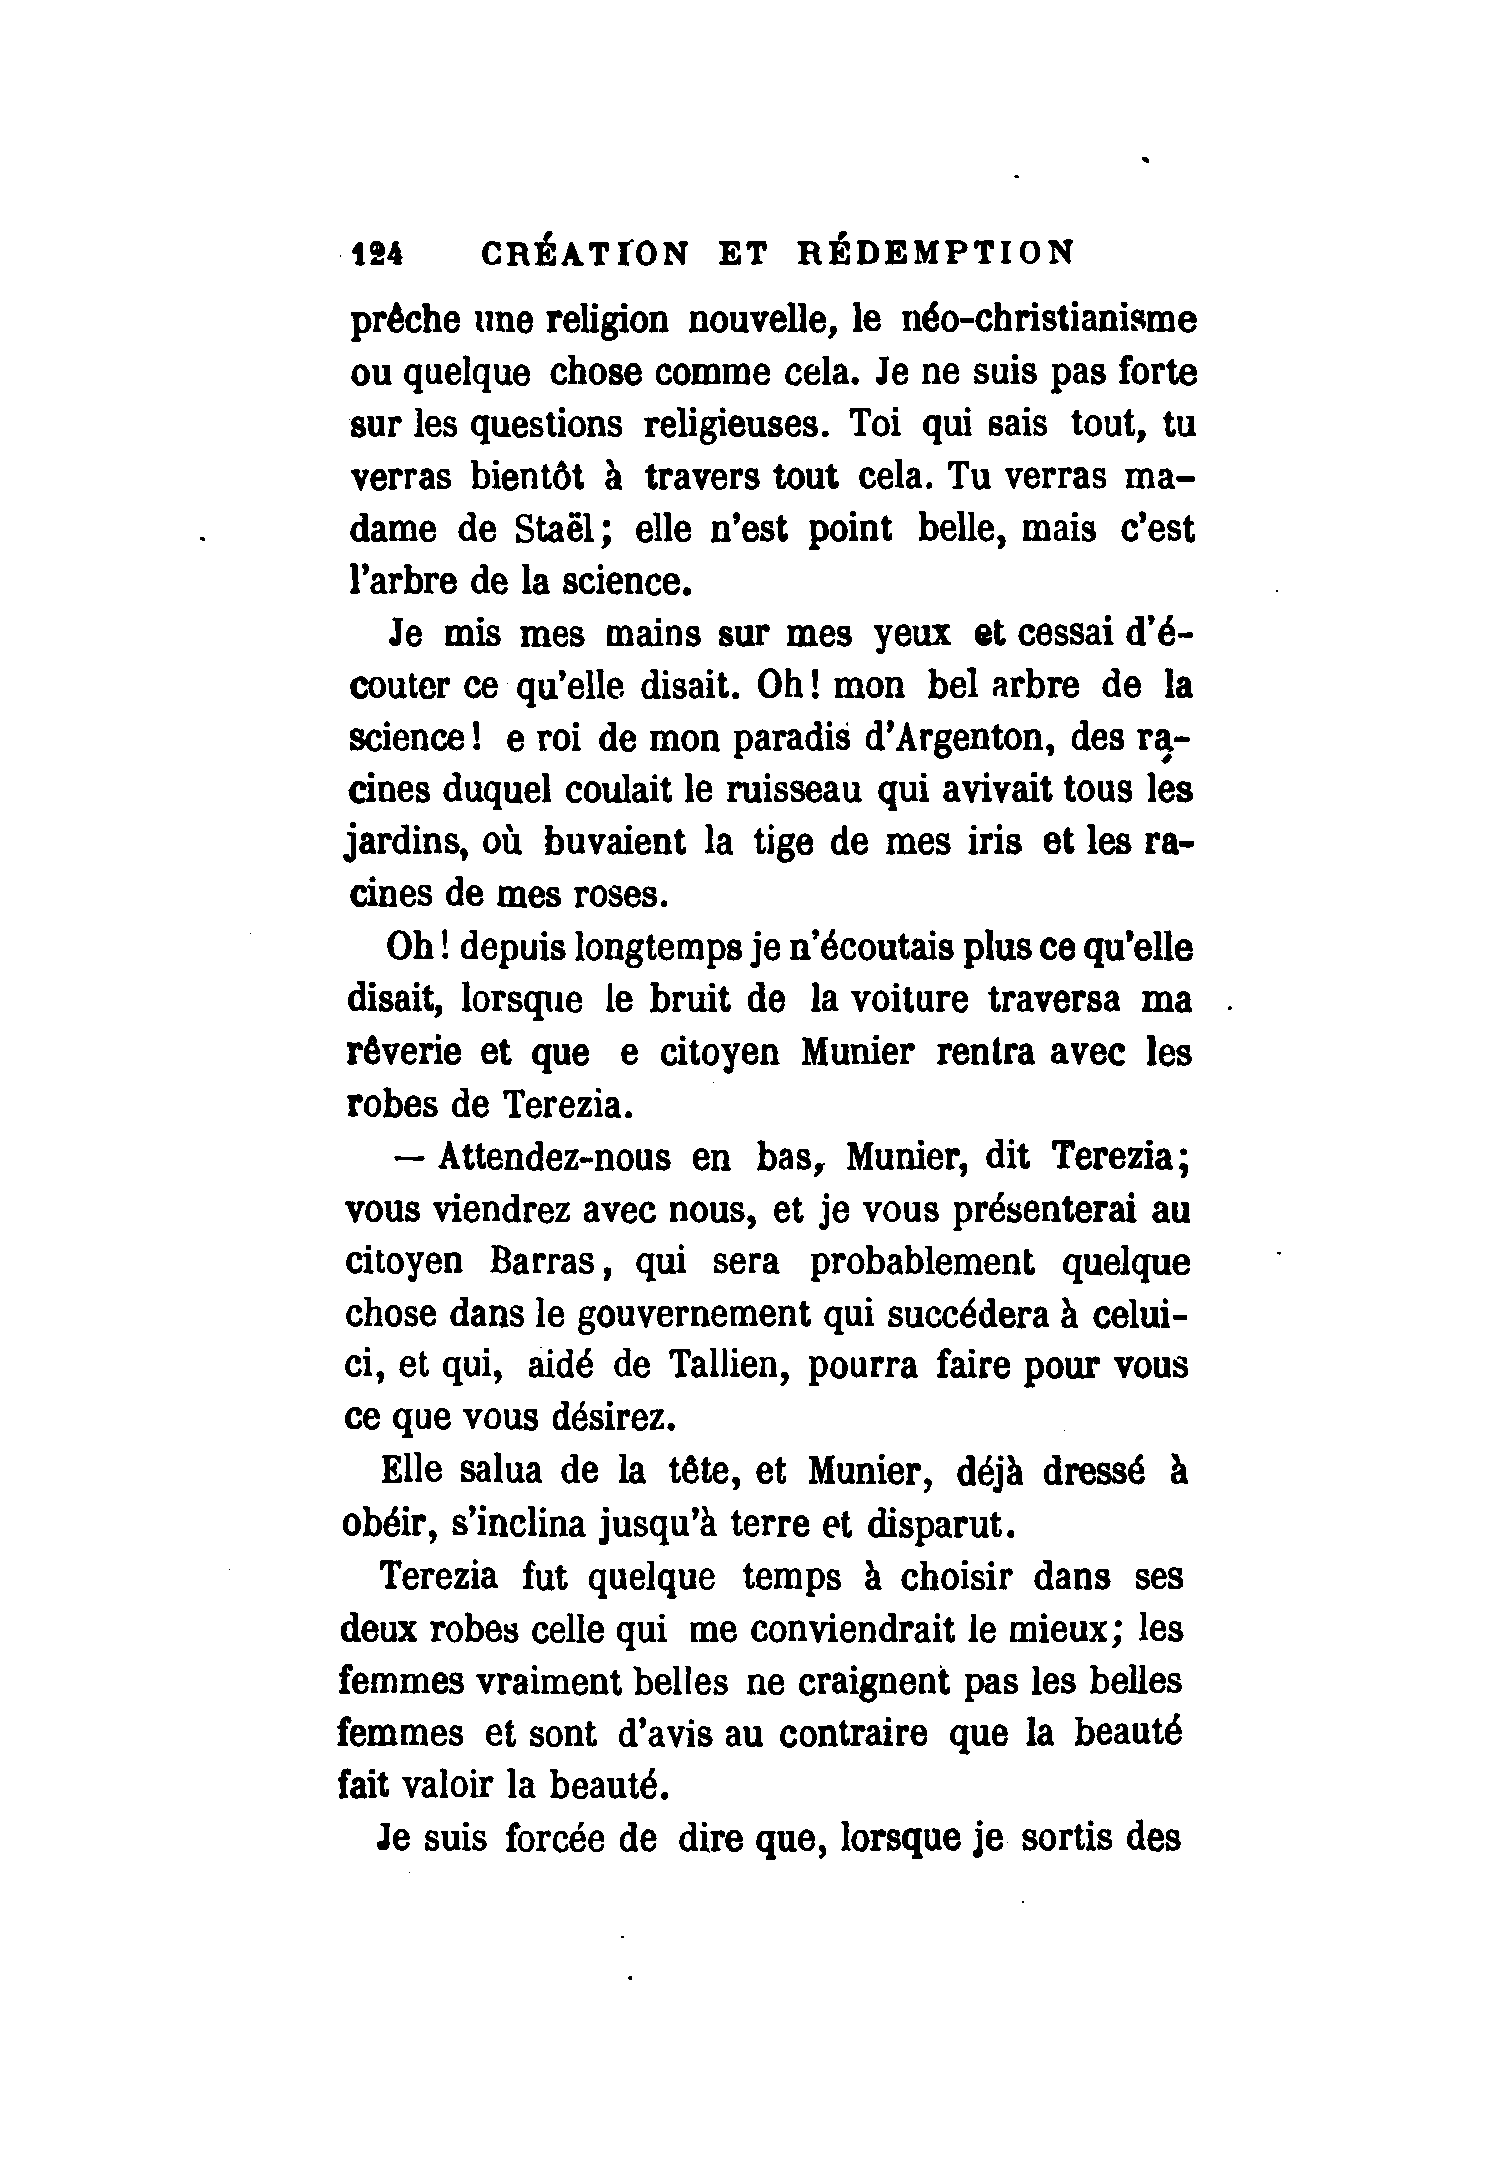 124 CRÉATION ET RÉDEMPTION
prêche une religion nouvelle, le néo-christianisme
ou quelque chose comme cela. Je ne suis pas forte
sur les questions religieuses. Toi qui sais tout, tu
verras bientôt à travers tout cela. Tu verras ma-
dame de Staël; elle n'est point belle, mais c'est
l'arbre de la science.
Je mis mes mains sur mes yeux et cessai d'é-
couter ce qu'elle disait. Oh! mon bel arbre de la
science! e roi de mon paradis d'Argenton, des ra-
cines duquel coulait le ruisseau qui avivait tous les
jardins, où buvaient la tige de mes iris et les ra-
cines de mes roses.
Oh! depuis longtemps je n'écoutais plus ce qu'elle
disait, lorsque le bruit de la voiture traversa ma
rêverie et que e citoyen Munier rentra avec les
robes de Terezia.
— Attendez-nous en bas, Munier, dit Terezia;
vous viendrez avec nous, et je vous présenterai au
citoyen Barras, qui sera probablement quelque
chose dans le gouvernement qui succédera à celui-
ci, et qui, aidé de Tallien, pourra faire pour vous
ce que vous désirez.
Elle salua de la tête, et Munier, déjà dressé à
obéir, s'inclina jusqu'à terre et disparut.
Terezia fut quelque temps à choisir dans ses
deux robes celle qui me conviendrait le mieux; les
femmes vraiment belles ne craignent pas les belles
femmes et sont d'avis au contraire que la beauté
fait valoir la beauté.
Je suis forcée de dire que, lorsque je sortis des